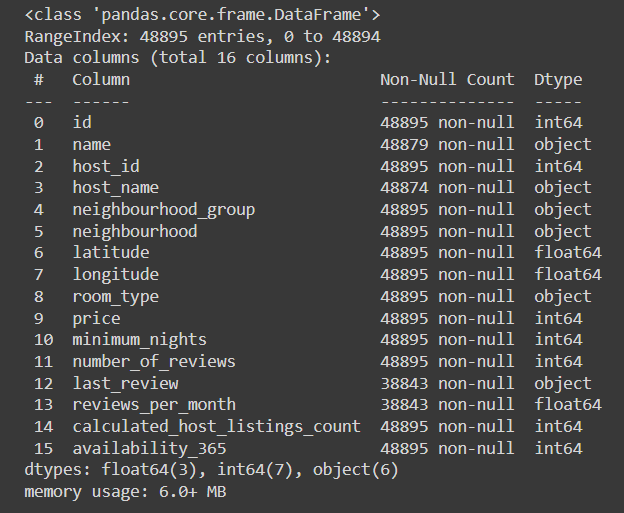 <class 'pandas.core.frame.DataFrame'>
RangeIndex: 48895 entries, 0 to 48894
Data columns (total 16 columns):
 #   Column                          Non-Null Count  Dtype
---  ------                          --------------  -----
 0   id                              48895 non-null  int64
 1   name                            48879 non-null  object
 2   host_id                         48895 non-null  int64
 3   host_name                       48874 non-null  object
 4   neighbourhood_group             48895 non-null  object
 5   neighbourhood                   48895 non-null  object
 6   latitude                        48895 non-null  float64
 7   longitude                       48895 non-null  float64
 8   room_type                       48895 non-null  object
 9   price                           48895 non-null  int64
 10  minimum_nights                  48895 non-null  int64
 11  number_of_reviews               48895 non-null  int64
 12  last_review                     38843 non-null  object
 13  reviews_per_month               38843 non-null  float64
 14  calculated_host_listings_count  48895 non-null  int64
 15  availability_365                48895 non-null  int64
dtypes: float64(3), int64(7), object(6)
memory usage: 6.0+ MB